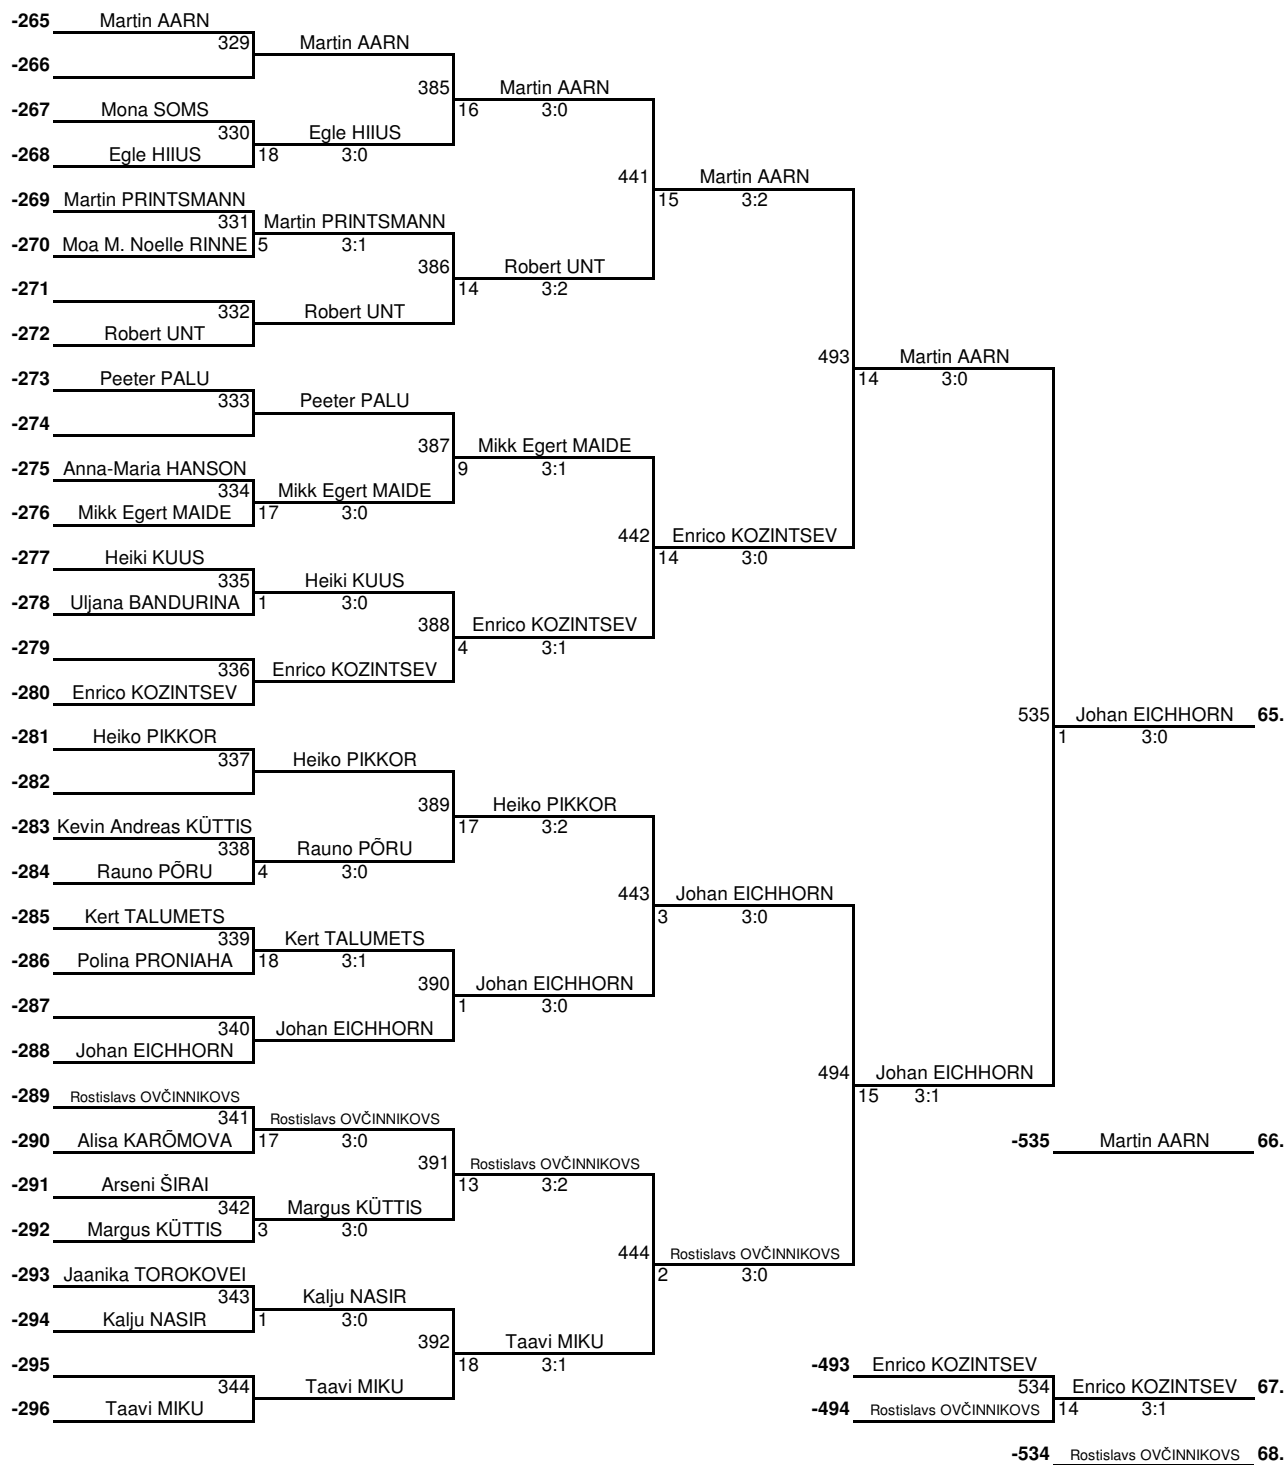 -265 Martin AARN
329 Martin AARN
-266
385 Martin AARN
-267 Mona SOMS
16 3:0
330 Egle HIIUS
-268 Egle HIIUS 18 3:0
441 Martin AARN
-269 Martin PRINTSMANN
15 3:2
331 Martin PRINTSMANN
-270 Moa M. Noelle RINNE 5 3:1
386 Robert UNT
-271
14 3:2
332 Robert UNT
-272 Robert UNT
493 Martin AARN
-273 Peeter PALU
14 3:0
333 Peeter PALU
-274
387 Mikk Egert MAIDE
-275 Anna-Maria HANSON
9 3:1
334 Mikk Egert MAIDE
-276 Mikk Egert MAIDE 17 3:0
442 Enrico KOZINTSEV
-277 Heiki KUUS
14 3:0
335 Heiki KUUS
-278 Uljana BANDURINA 1 3:0
388 Enrico KOZINTSEV
-279
4 3:1
336 Enrico KOZINTSEV
-280 Enrico KOZINTSEV
535 Johan EICHHORN 65.
-281 Heiko PIKKOR
1 3:0
337 Heiko PIKKOR
-282
389 Heiko PIKKOR
-283 Kevin Andreas KÜTTIS
17 3:2
338 Rauno PÕRU
-284 Rauno PÕRU 4 3:0
443 Johan EICHHORN
-285 Kert TALUMETS
3 3:0
339 Kert TALUMETS
-286 Polina PRONIAHA 18 3:1
390 Johan EICHHORN
-287
1 3:0
340 Johan EICHHORN
-288 Johan EICHHORN
494 Johan EICHHORN
-289 Rostislavs OVČINNIKOVS
15 3:1
341 Rostislavs OVČINNIKOVS
-290 Alisa KARÕMOVA 17 3:0
-535 Martin AARN 66.
391 Rostislavs OVČINNIKOVS
-291 Arseni ŠIRAI
13 3:2
342 Margus KÜTTIS
-292 Margus KÜTTIS 3 3:0
444 Rostislavs OVČINNIKOVS
-293 Jaanika TOROKOVEI
2 3:0
343 Kalju NASIR
-294 Kalju NASIR 1 3:0
392 Taavi MIKU
-295
18 3:1
-493 Enrico KOZINTSEV
344 Taavi MIKU
534 Enrico KOZINTSEV 67.
-296 Taavi MIKU
-494 Rostislavs OVČINNIKOVS 14 3:1
-534 Rostislavs OVČINNIKOVS 68.